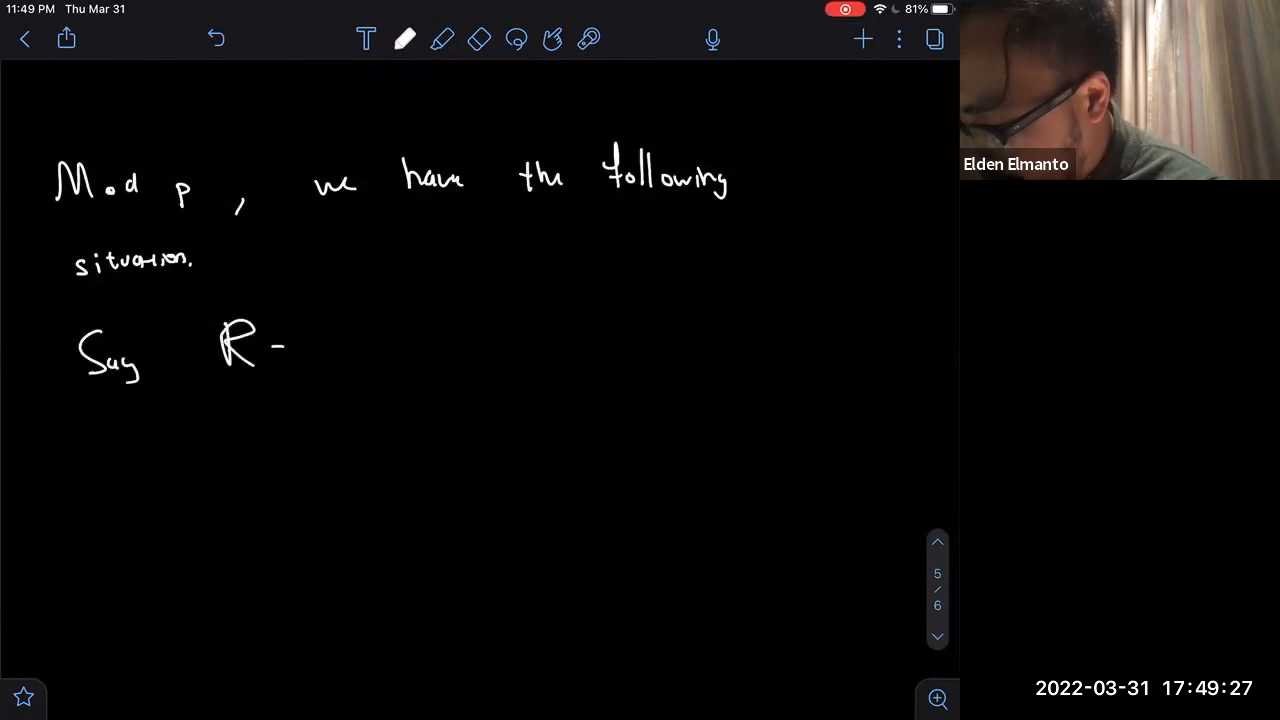 11:49 PM Thu Mar 31
81%
T
Mod p, we have the following
situation.
Say R -
5
/
6
Elden Elmanto
2022-03-31 17:49:27